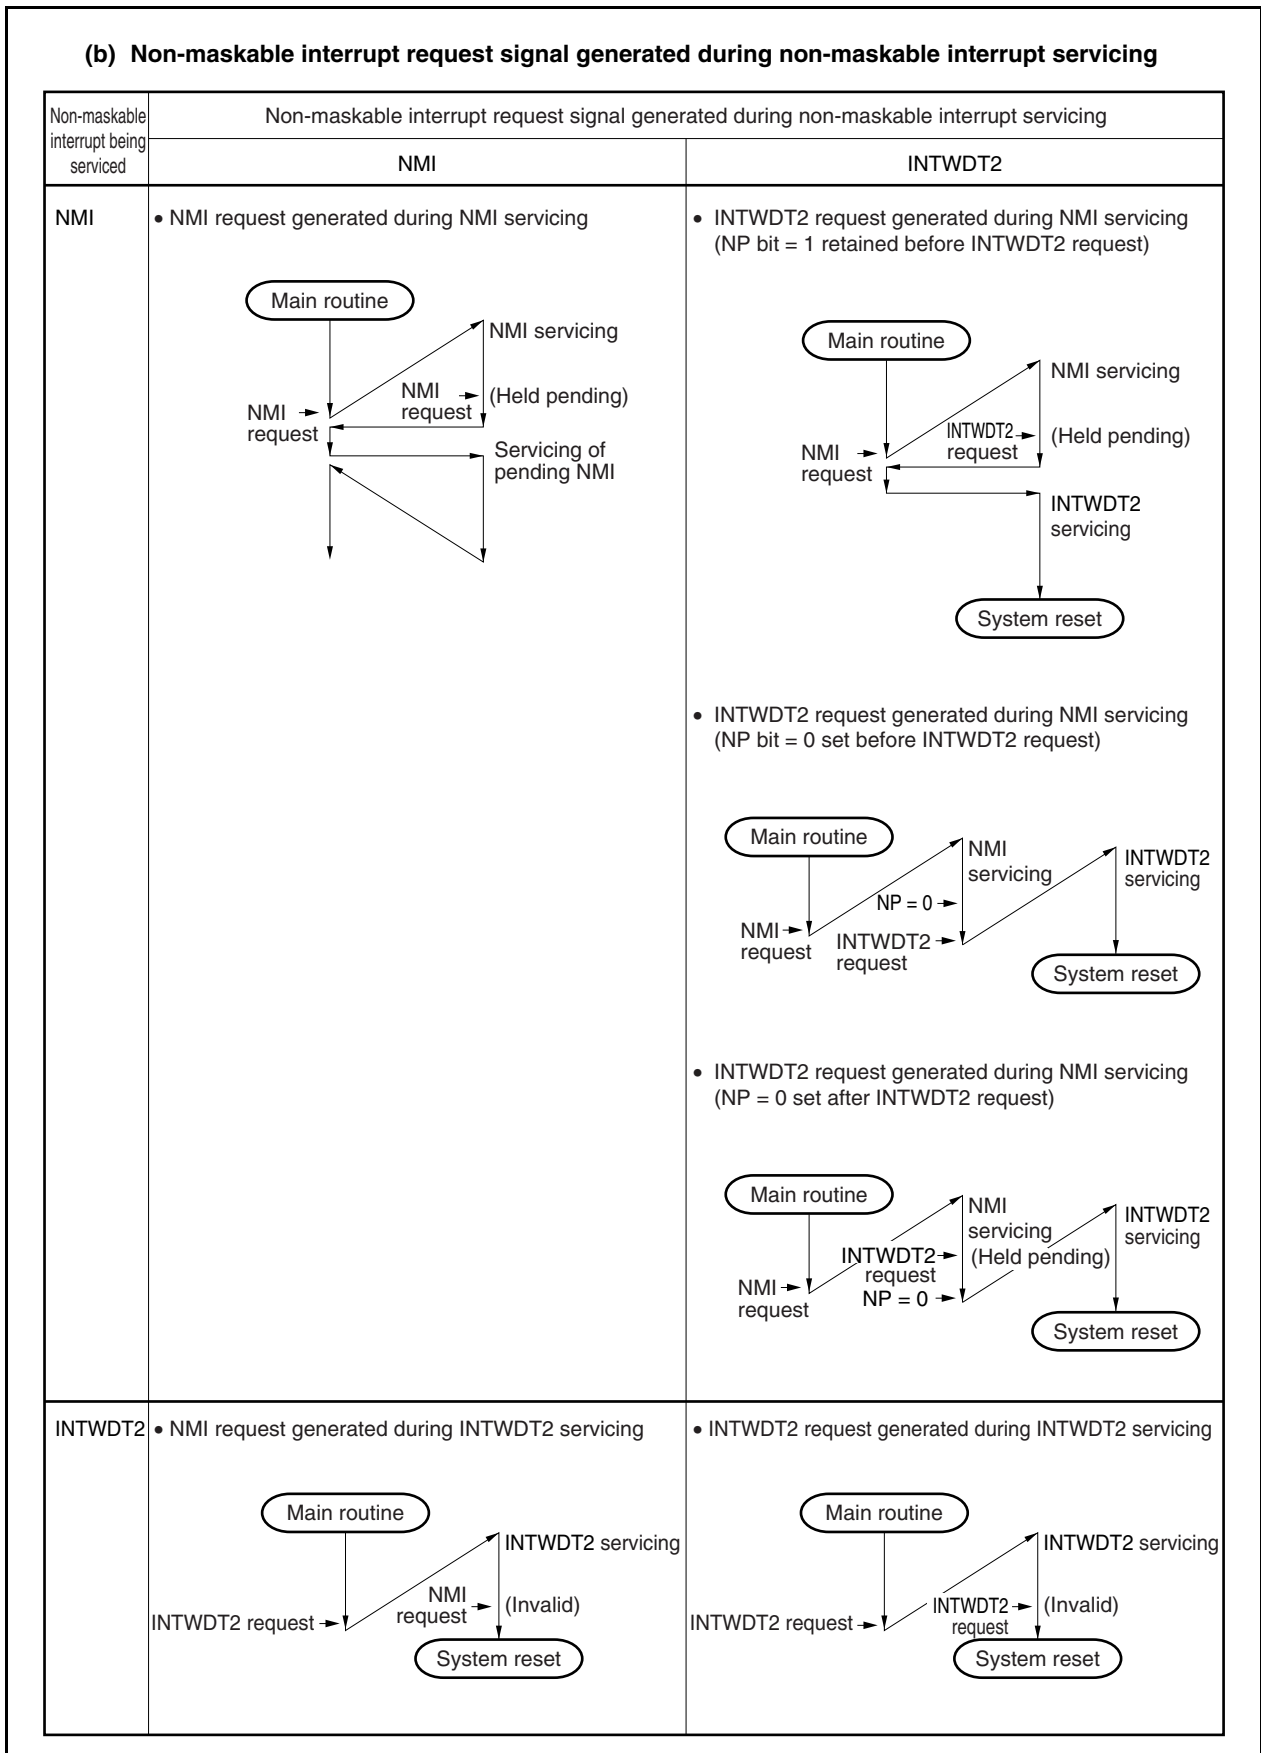 (b) Non-maskable interrupt request signal generated during non-maskable interrupt servicing
Non-maskable
interrupt being
serviced
Non-maskable interrupt request signal generated during non-maskable interrupt servicing
NMI
INTWDT2
NMI
• NMI request generated during NMI servicing
Main routine
NMI servicing
NMI
request
(Held pending)
NMI
request
Servicing of
pending NMI
• INTWDT2 request generated during NMI servicing
(NP bit = 1 retained before INTWDT2 request)
Main routine
NMI servicing
INTWDT2
request
(Held pending)
NMI
request
INTWDT2
servicing
System reset
• INTWDT2 request generated during NMI servicing
(NP bit = 0 set before INTWDT2 request)
Main routine
NMI
servicing
INTWDT2
servicing
NP = 0
NMI
request
INTWDT2
request
System reset
• INTWDT2 request generated during NMI servicing
(NP = 0 set after INTWDT2 request)
Main routine
NMI
servicing
INTWDT2
servicing
INTWDT2
request
(Held pending)
NMI
request
NP = 0
System reset
INTWDT2
• NMI request generated during INTWDT2 servicing
Main routine
INTWDT2 servicing
NMI
request
(Invalid)
INTWDT2 request
System reset
• INTWDT2 request generated during INTWDT2 servicing
Main routine
INTWDT2 servicing
INTWDT2
request
(Invalid)
INTWDT2 request
System reset